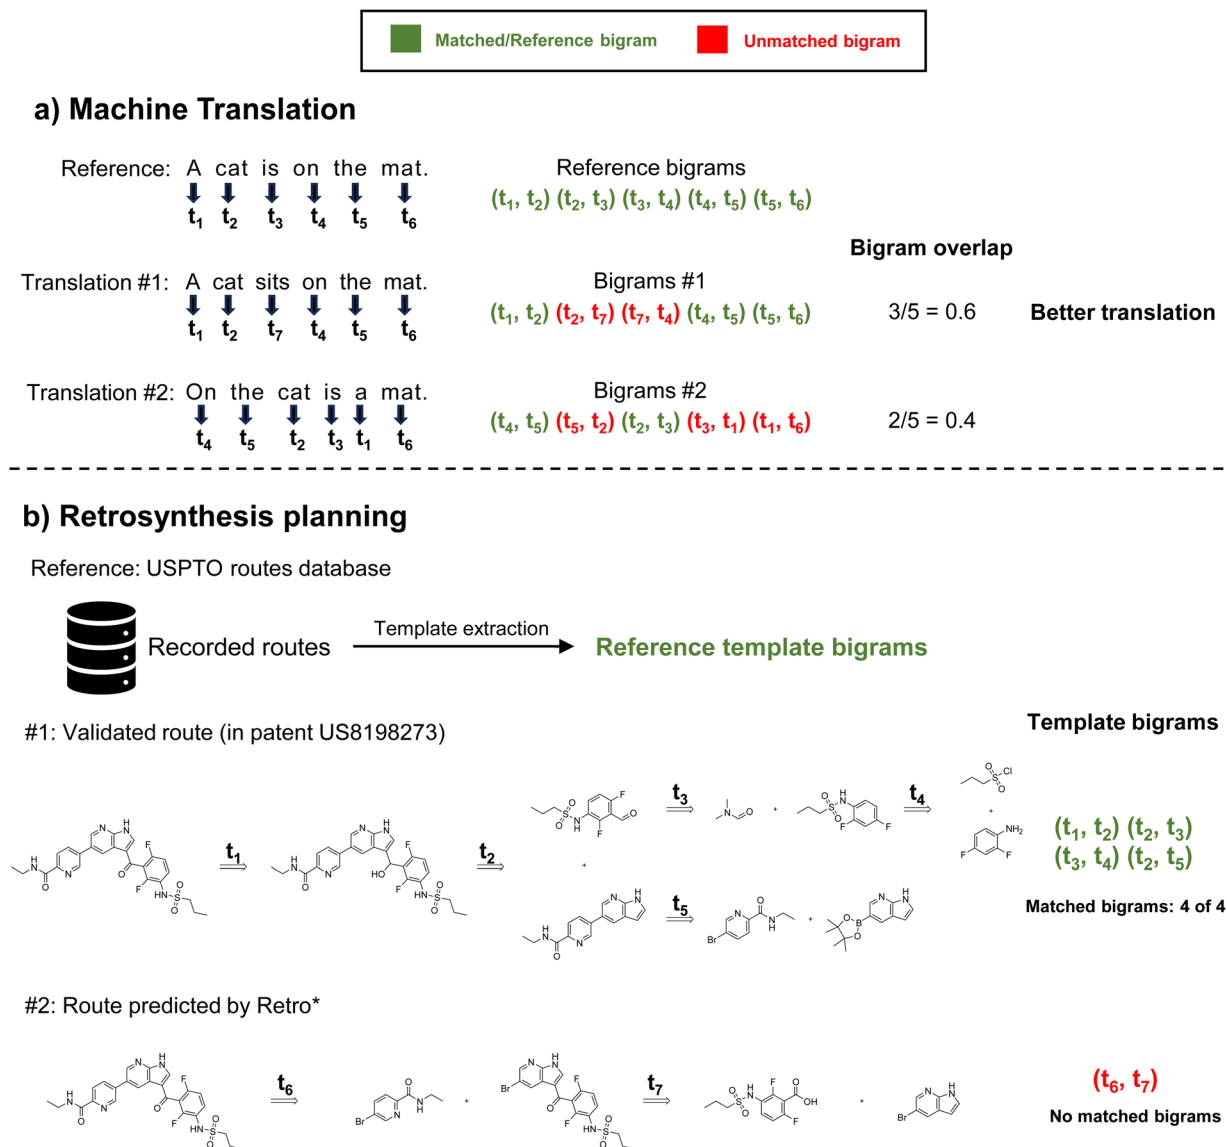 Matched/Reference bigram
Unmatched bigram
a) Machine Translation
Reference: A cat is on the mat.
t1 t2 t3 t4 t5 t6
Reference bigrams
(t1, t2) (t2, t3) (t3, t4) (t4, t5) (t5, t6)
Bigram overlap
Translation #1: A cat sits on the mat.
t1 t2 t7 t4 t5 t6
Bigrams #1
(t1, t2) (t2, t7) (t7, t4) (t4, t5) (t5, t6)
3/5 = 0.6
Better translation
Translation #2: On the cat is a mat.
t4 t5 t2 t3 t1 t6
Bigrams #2
(t4, t5) (t5, t2) (t2, t3) (t3, t1) (t1, t6)
2/5 = 0.4
b) Retrosynthesis planning
Reference: USPTO routes database
Recorded routes
Template extraction
Reference template bigrams
#1: Validated route (in patent US8198273)
Template bigrams
t1
t2
t3
t4
t5
(t1, t2) (t2, t3)
(t3, t4) (t2, t5)
Matched bigrams: 4 of 4
#2: Route predicted by Retro*
t6
t7
(t6, t7)
No matched bigrams